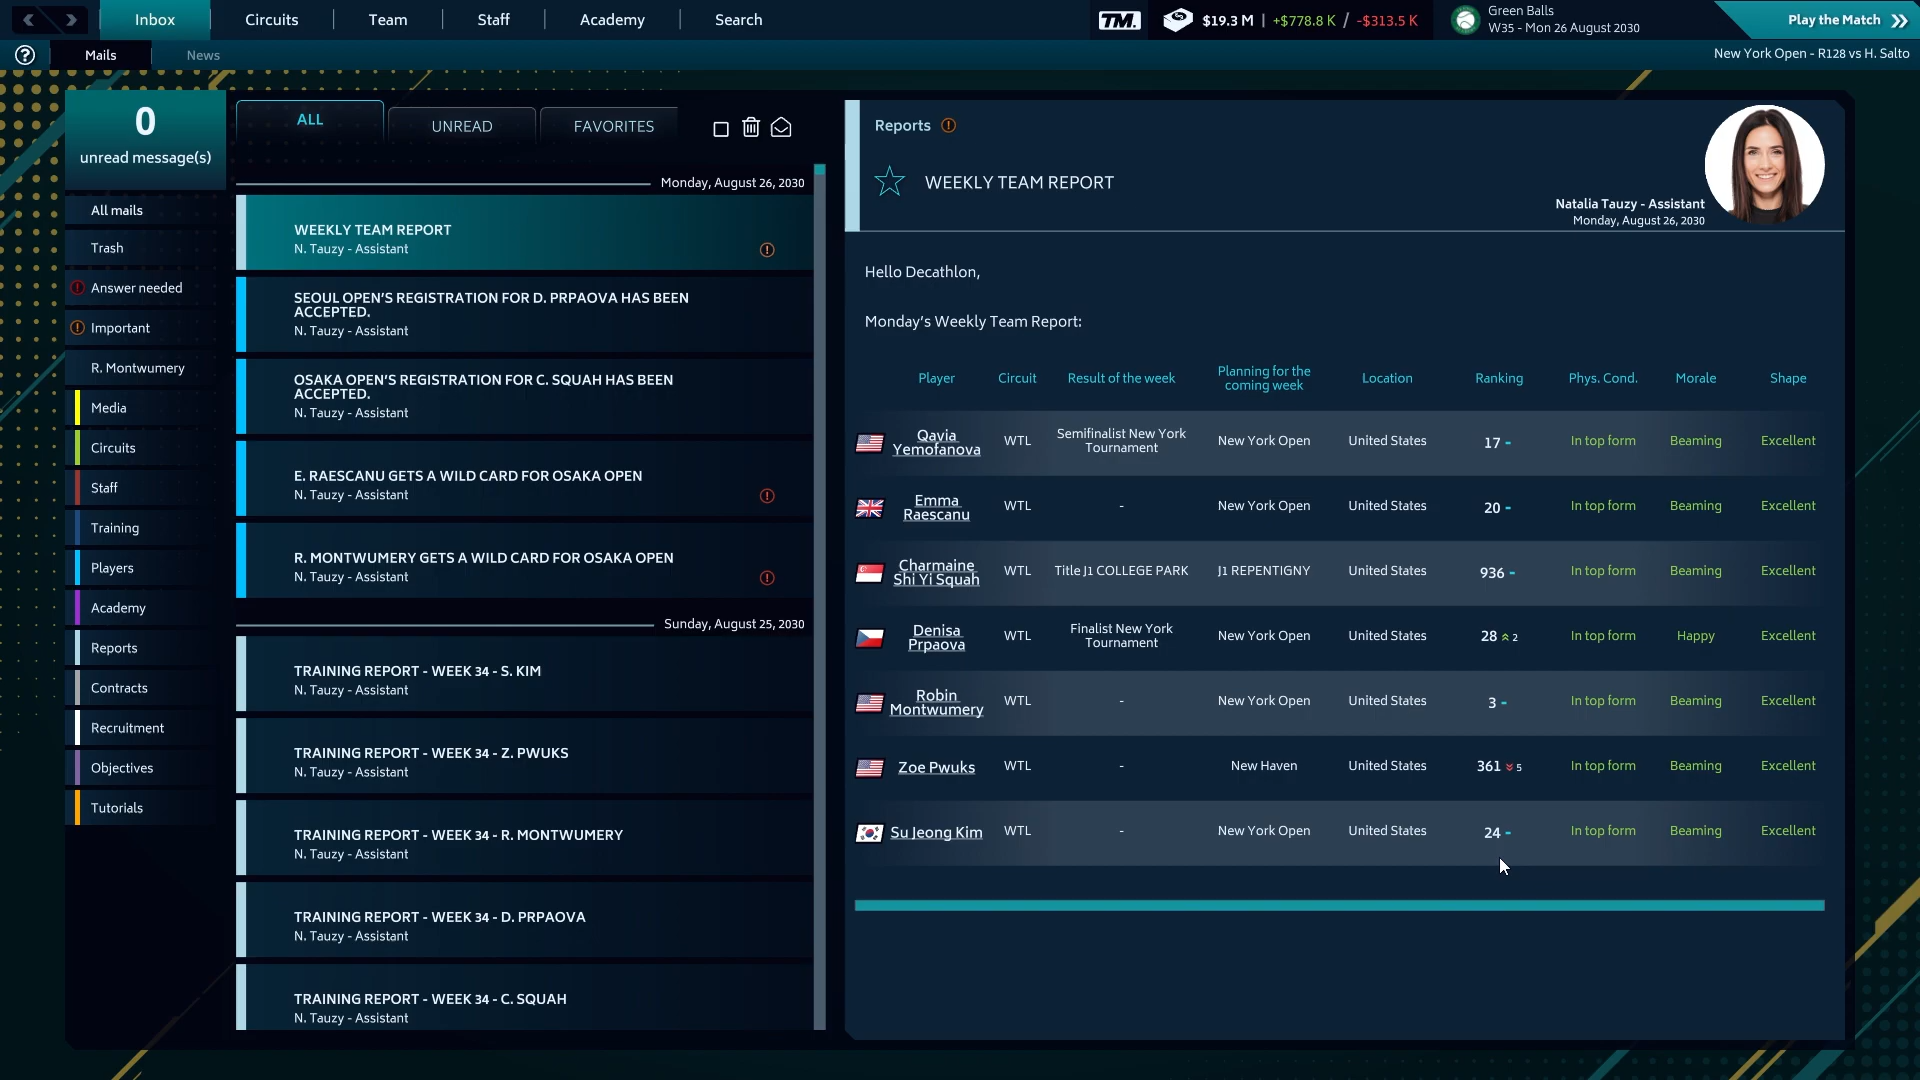 Inbox
Circuits
Team
Staff
Academy
Search
TM.
$19.3 M | +$778.8 K / -$313.5 K
Green Balls
W35 - Mon 26 August 2030
Play the Match
Mails
News
New York Open - R128 vs H. Salto
0
unread message(s)
All mails
Trash
Answer needed
Important
R. Montwumery
Media
Circuits
Staff
Training
Players
Academy
Reports
Contracts
Recruitment
Objectives
Tutorials
ALL
UNREAD
FAVORITES
Monday, August 26, 2030
WEEKLY TEAM REPORT
N. Tauzy - Assistant
SEOUL OPEN'S REGISTRATION FOR D. PRPAOVA HAS BEEN
ACCEPTED.
N. Tauzy - Assistant
OSAKA OPEN'S REGISTRATION FOR C. SQUAH HAS BEEN
ACCEPTED.
N. Tauzy - Assistant
E. RAESCANU GETS A WILD CARD FOR OSAKA OPEN
N. Tauzy - Assistant
R. MONTWUMERY GETS A WILD CARD FOR OSAKA OPEN
N. Tauzy - Assistant
Sunday, August 25, 2030
TRAINING REPORT - WEEK 34 - S. KIM
N. Tauzy - Assistant
TRAINING REPORT - WEEK 34 - Z. PWUKS
N. Tauzy - Assistant
TRAINING REPORT - WEEK 34 - R. MONTWUMERY
N. Tauzy - Assistant
TRAINING REPORT - WEEK 34 - D. PRPAOVA
N. Tauzy - Assistant
TRAINING REPORT - WEEK 34 - C. SQUAH
N. Tauzy - Assistant
Reports
WEEKLY TEAM REPORT
Natalia Tauzy - Assistant
Monday, August 26, 2030
Hello Decathlon,
Monday's Weekly Team Report:
Player Circuit Result of the week Planning for the coming week Location Ranking Phys. Cond. Morale Shape
Qavia Yemofanova WTL Semifinalist New York Tournament New York Open United States 17 - In top form Beaming Excellent
Emma Raescanu WTL - New York Open United States 20 - In top form Beaming Excellent
Charmaine Shi Yi Squah WTL Title J1 COLLEGE PARK J1 REPENTIGNY United States 936 - In top form Beaming Excellent
Denisa Prpaova WTL Finalist New York Tournament New York Open United States 28 2 In top form Happy Excellent
Robin Montwumery WTL - New York Open United States 3 - In top form Beaming Excellent
Zoe Pwuks WTL - New Haven United States 361 5 In top form Beaming Excellent
Su Jeong Kim WTL - New York Open United States 24 - In top form Beaming Excellent